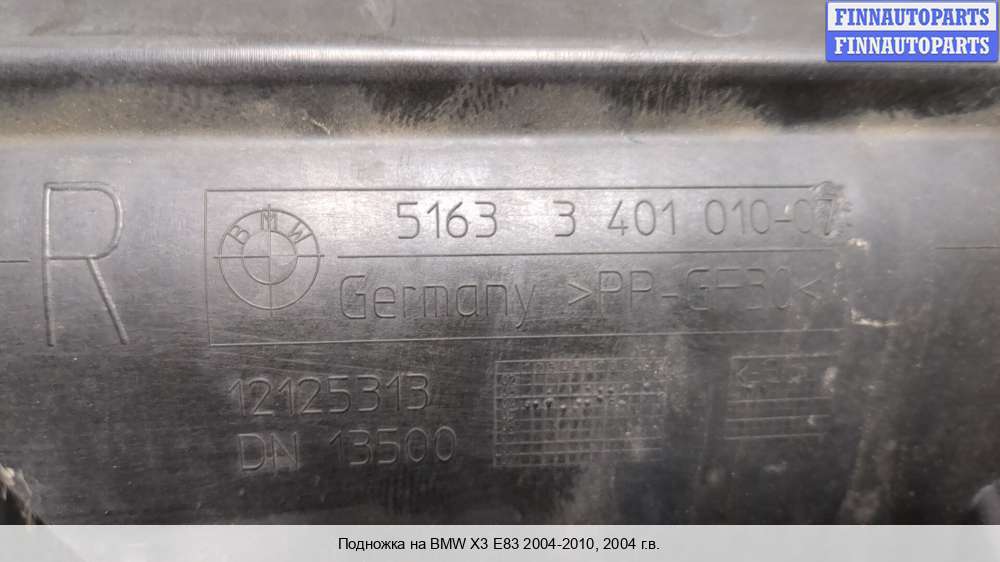 FINNAUTOPARTS
FINNAUTOPARTS
R
BMW
5163 3 401 010-07
Germany >PP-GF30<
12125313
DN 13500
Подножка на BMW X3 E83 2004-2010, 2004 г.в.